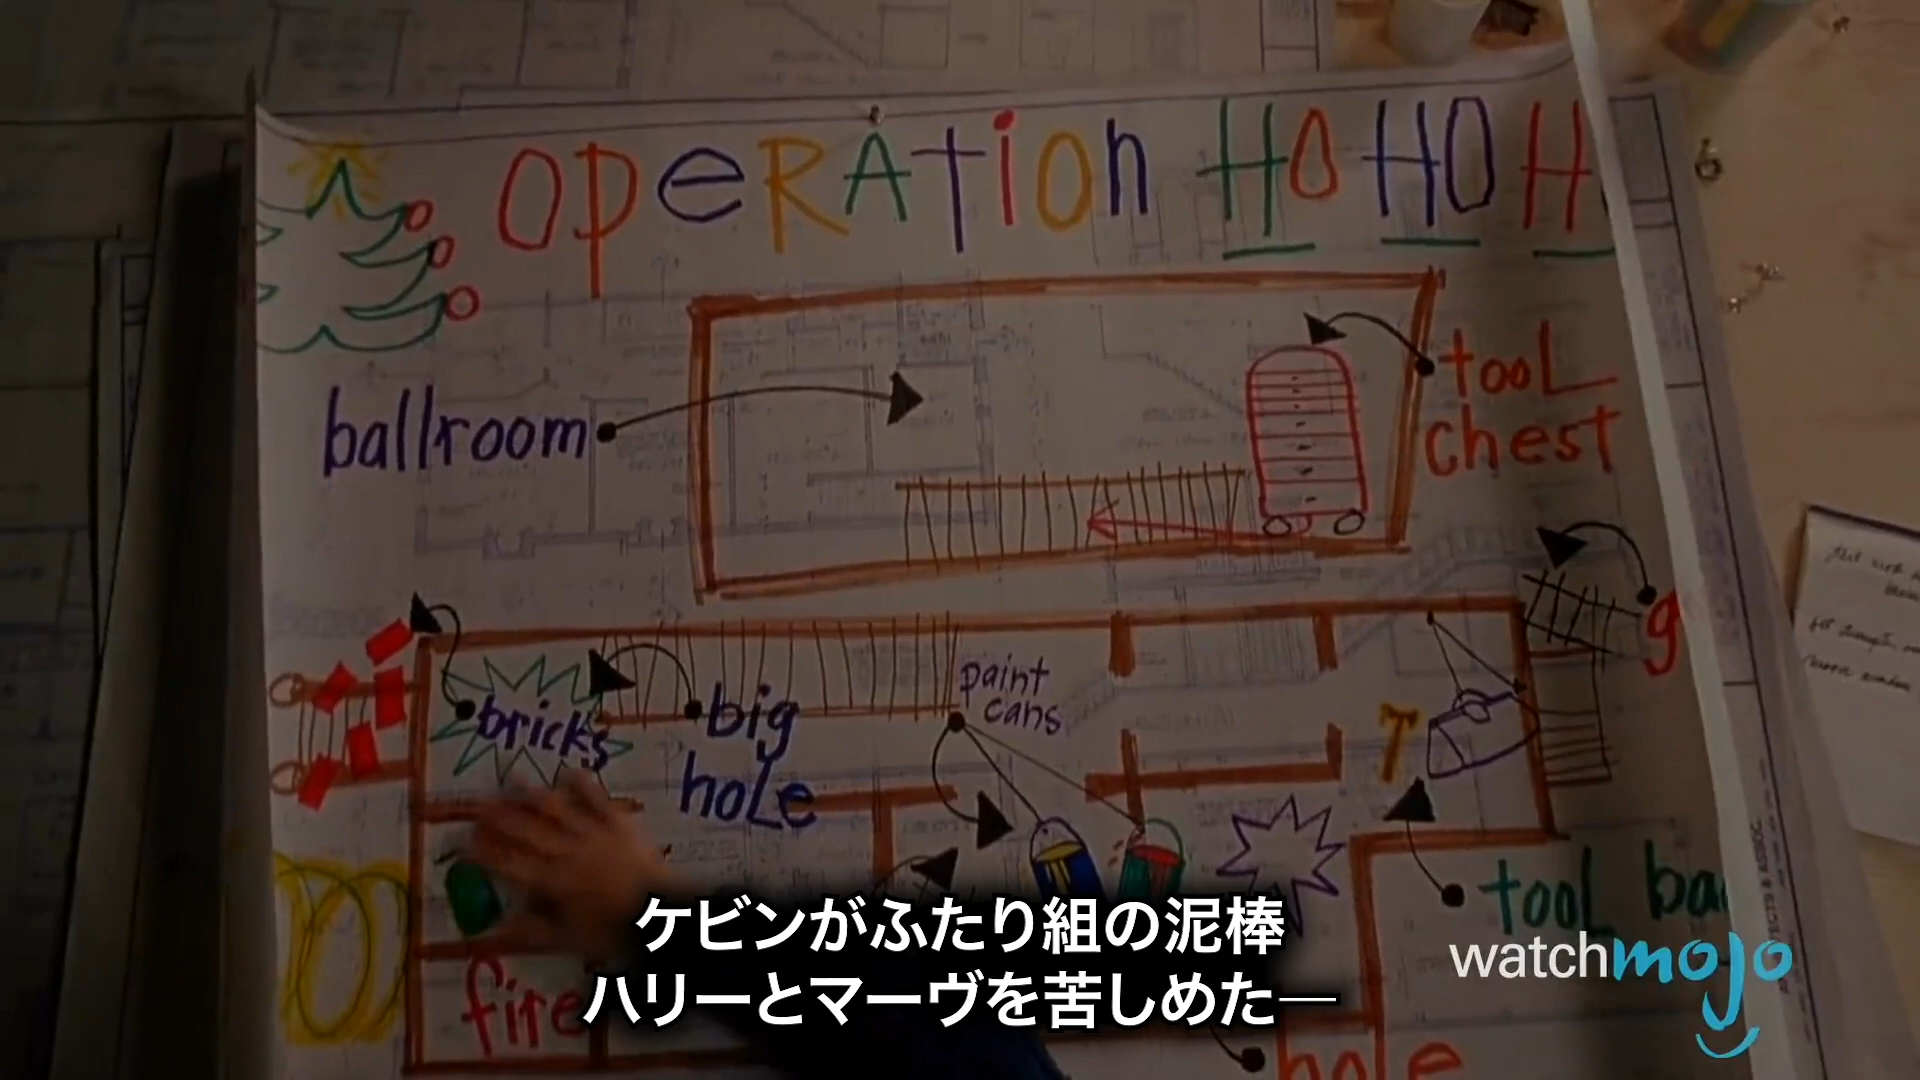 OpeRAtion HO HO H
ballroom
tooL
chest
g
bricks
big
hoLe
paint
cans
tooL ba
fire
hole
ケビンがふたり組の泥棒
ハリーとマーヴを苦しめた―
watchmojo